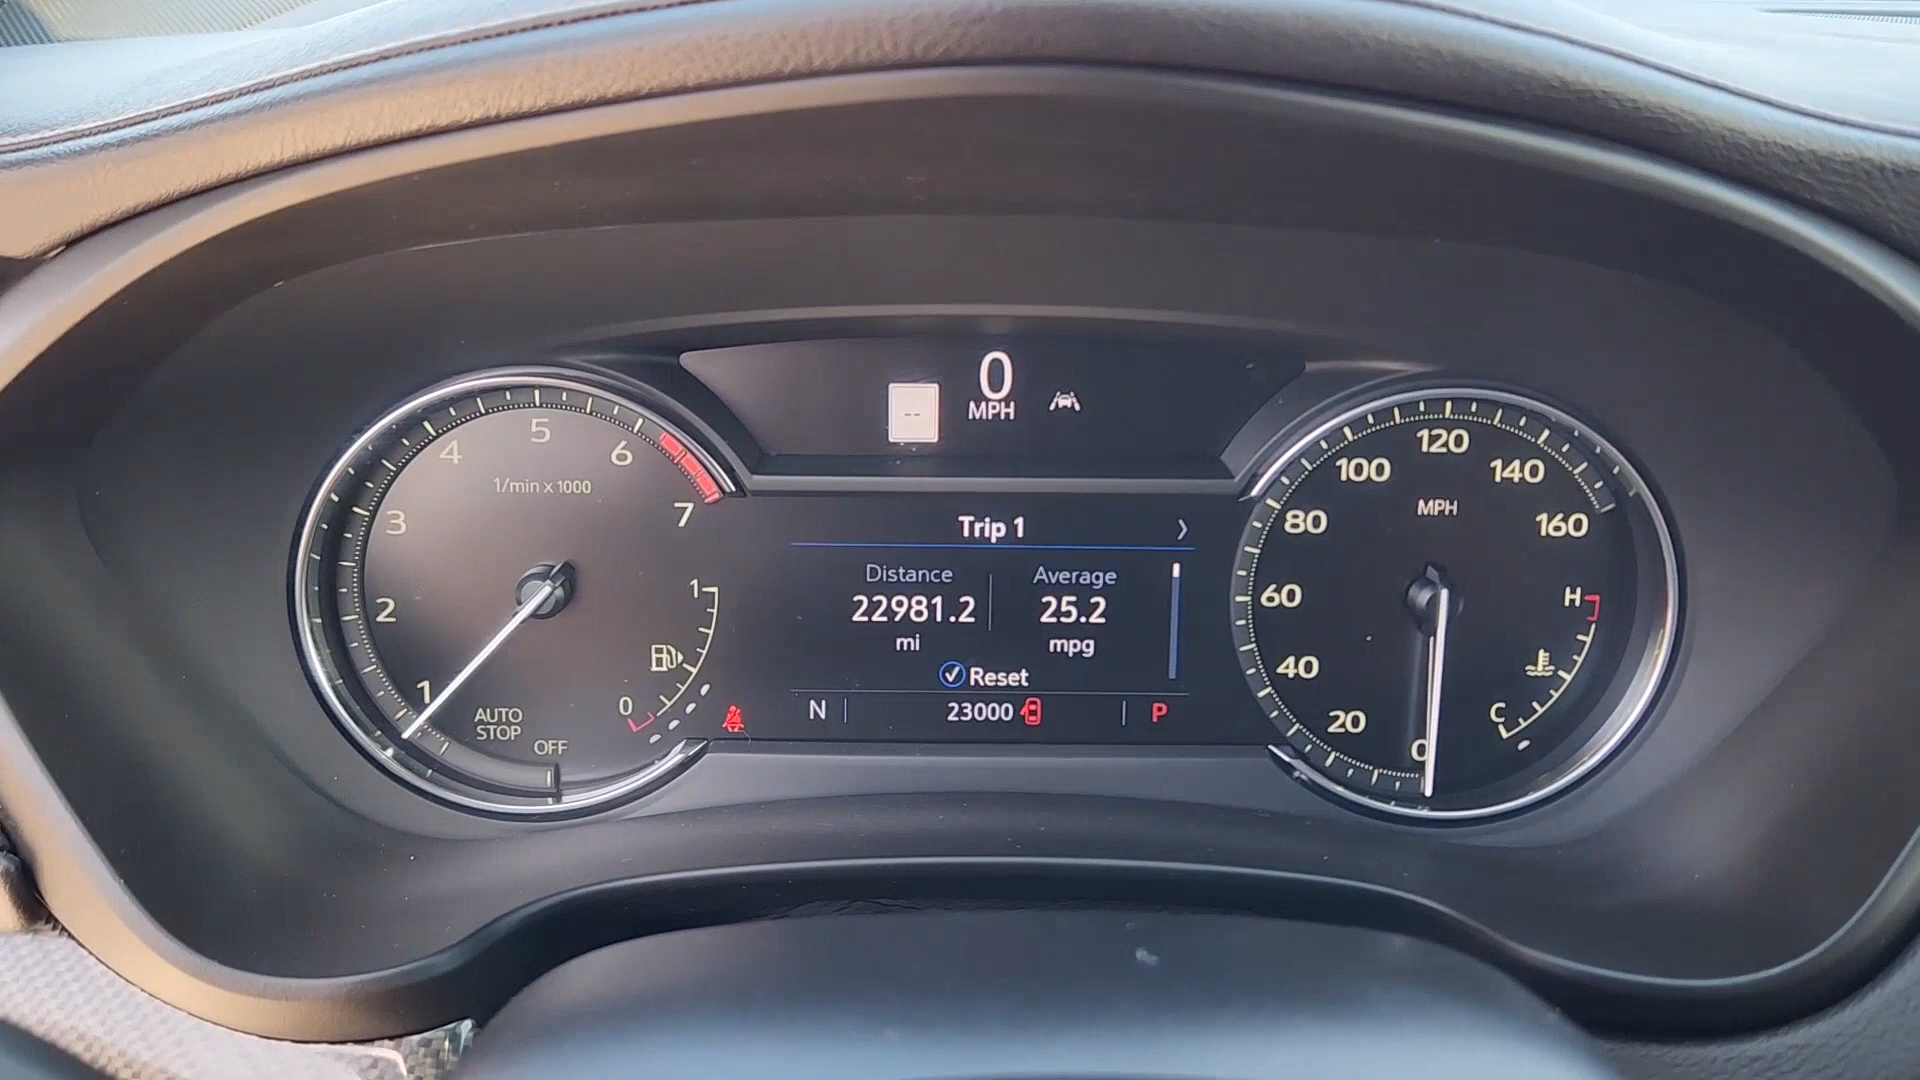 0
--
MPH
5
4
6
1/min x 1000
3
7
2
1
1
0
AUTO
STOP
OFF
Trip 1
Distance
Average
22981.2
25.2
mi
mpg
Reset
N
23000
P
120
100
140
MPH
80
160
60
H
40
C
20
0